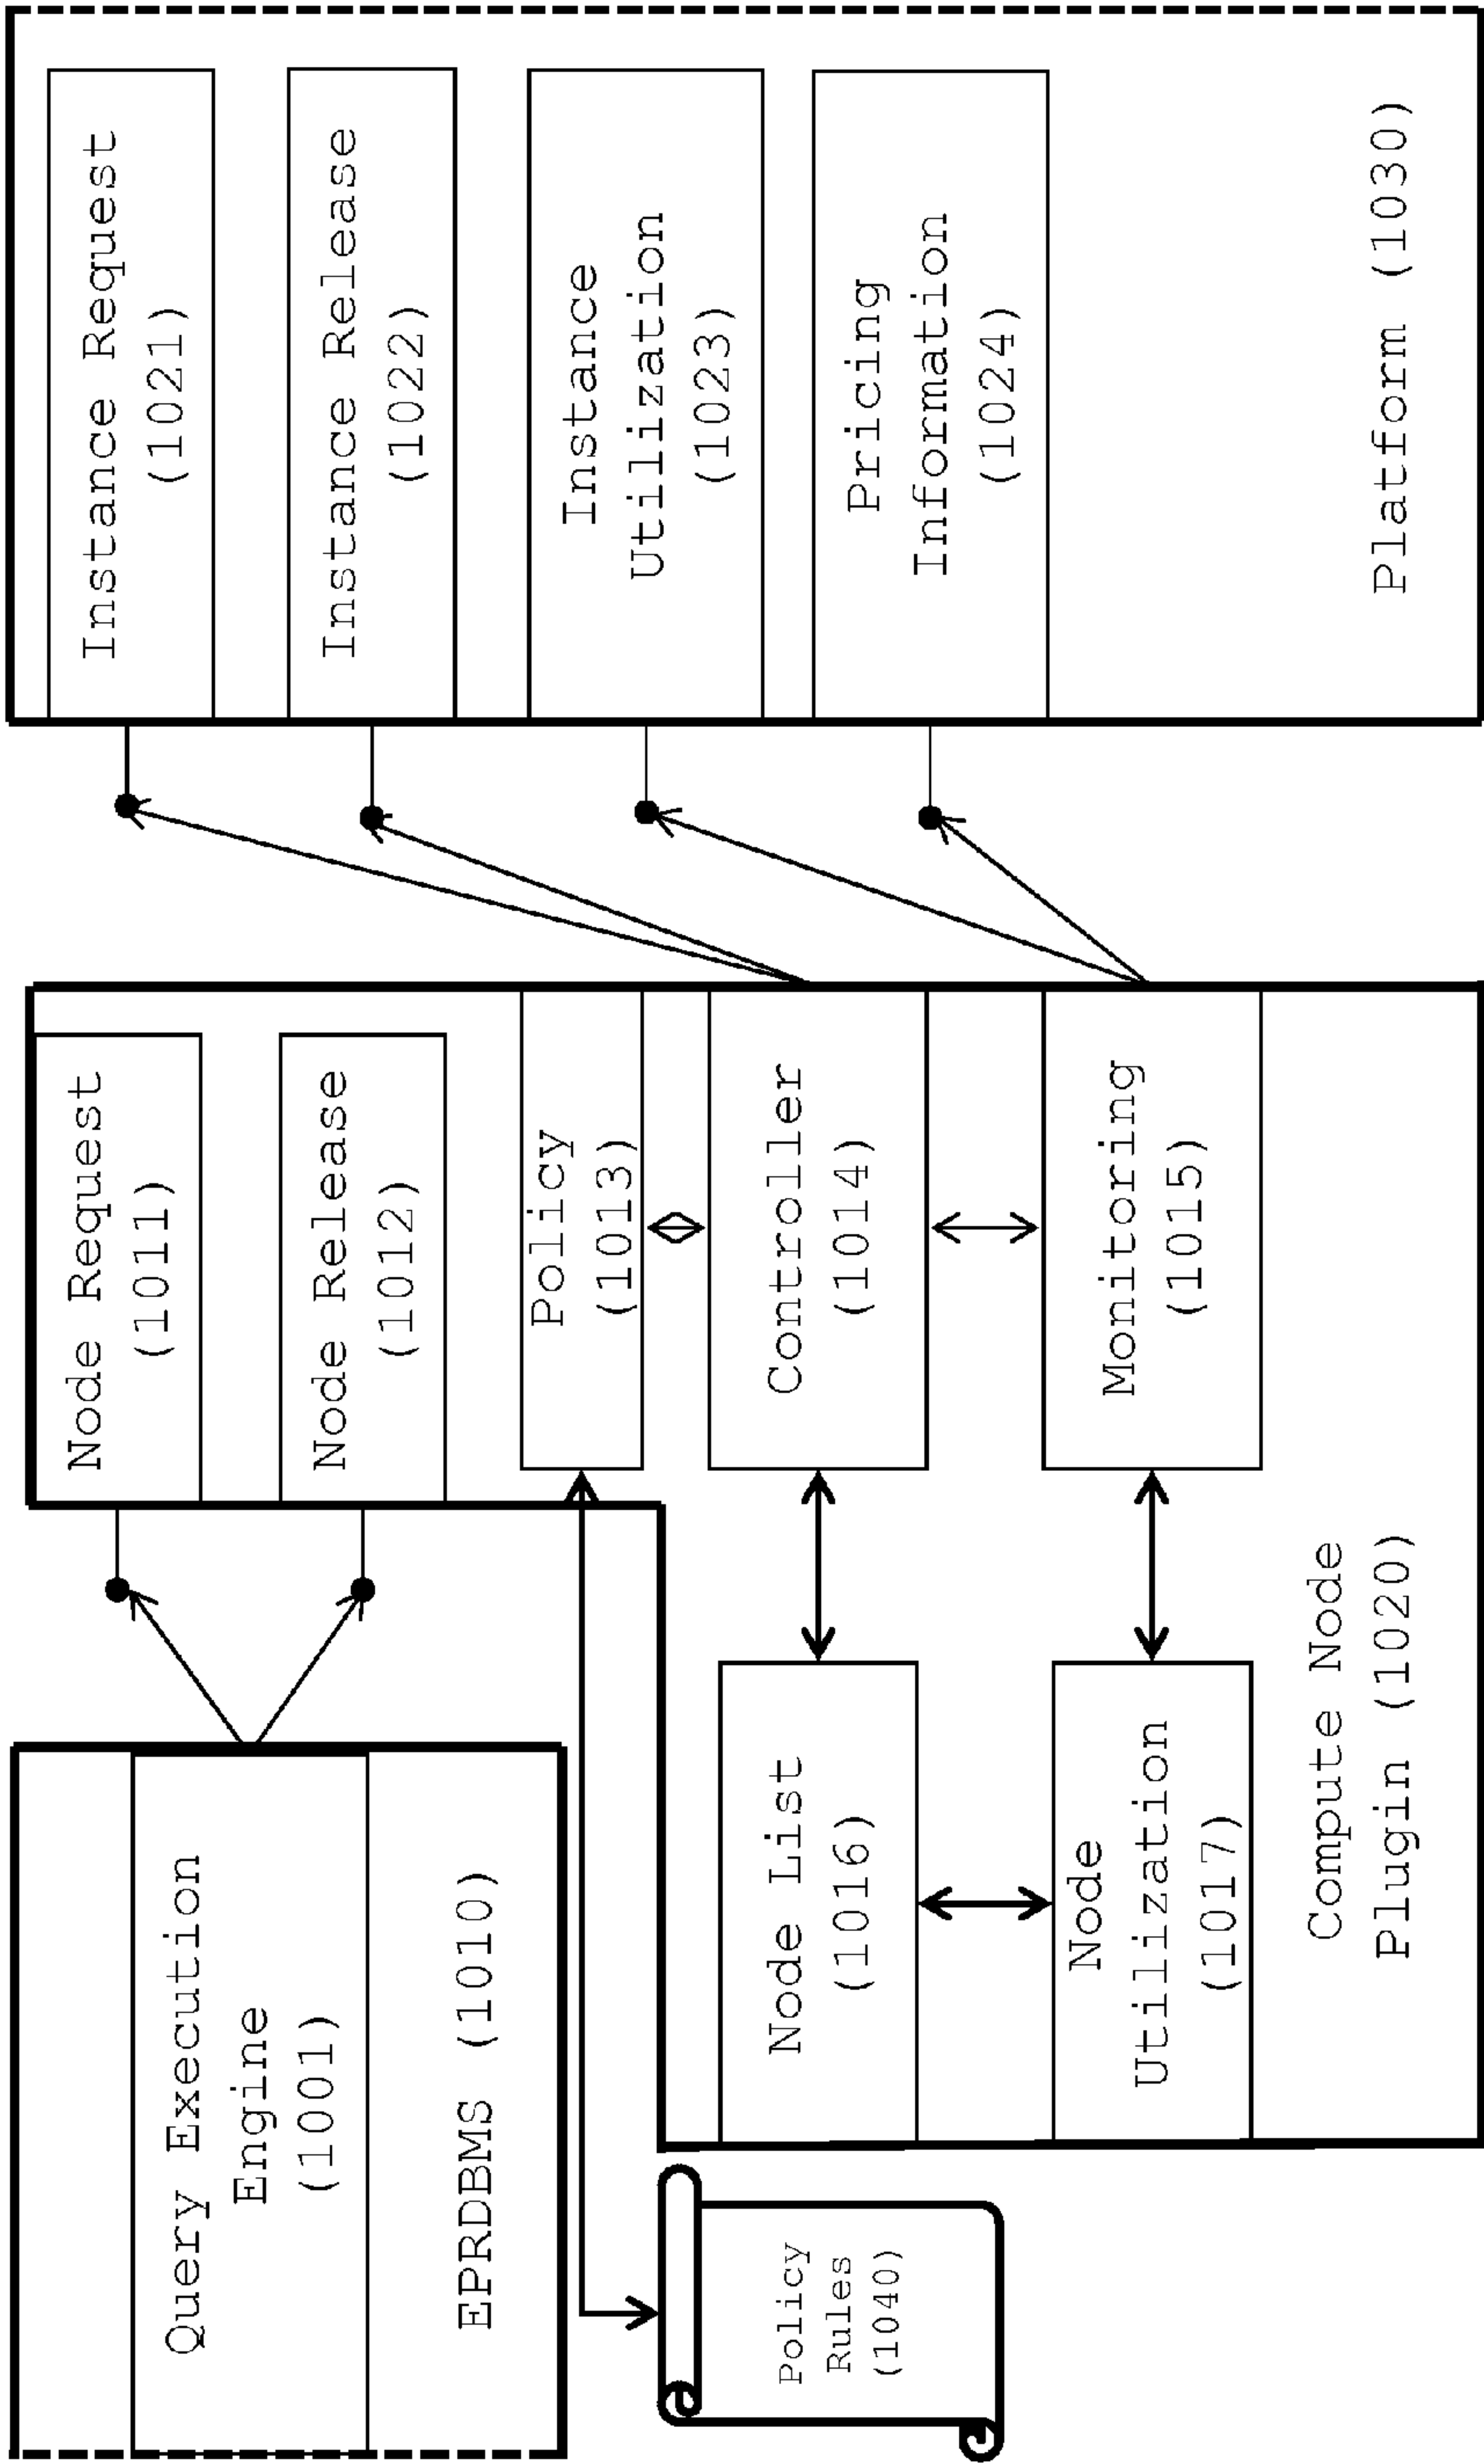 Query Execution
Engine
(1001)
EPRDBMS (1010)
Policy
Rules
(1040)
Node Request
(1011)
Node Release
(1012)
Policy
(1013)
Controller
(1014)
Monitoring
(1015)
Node List
(1016)
Node
Utilization
(1017)
Compute Node
Plugin (1020)
Instance Request
(1021)
Instance Release
(1022)
Instance
Utilization
(1023)
Pricing
Information
(1024)
Platform (1030)